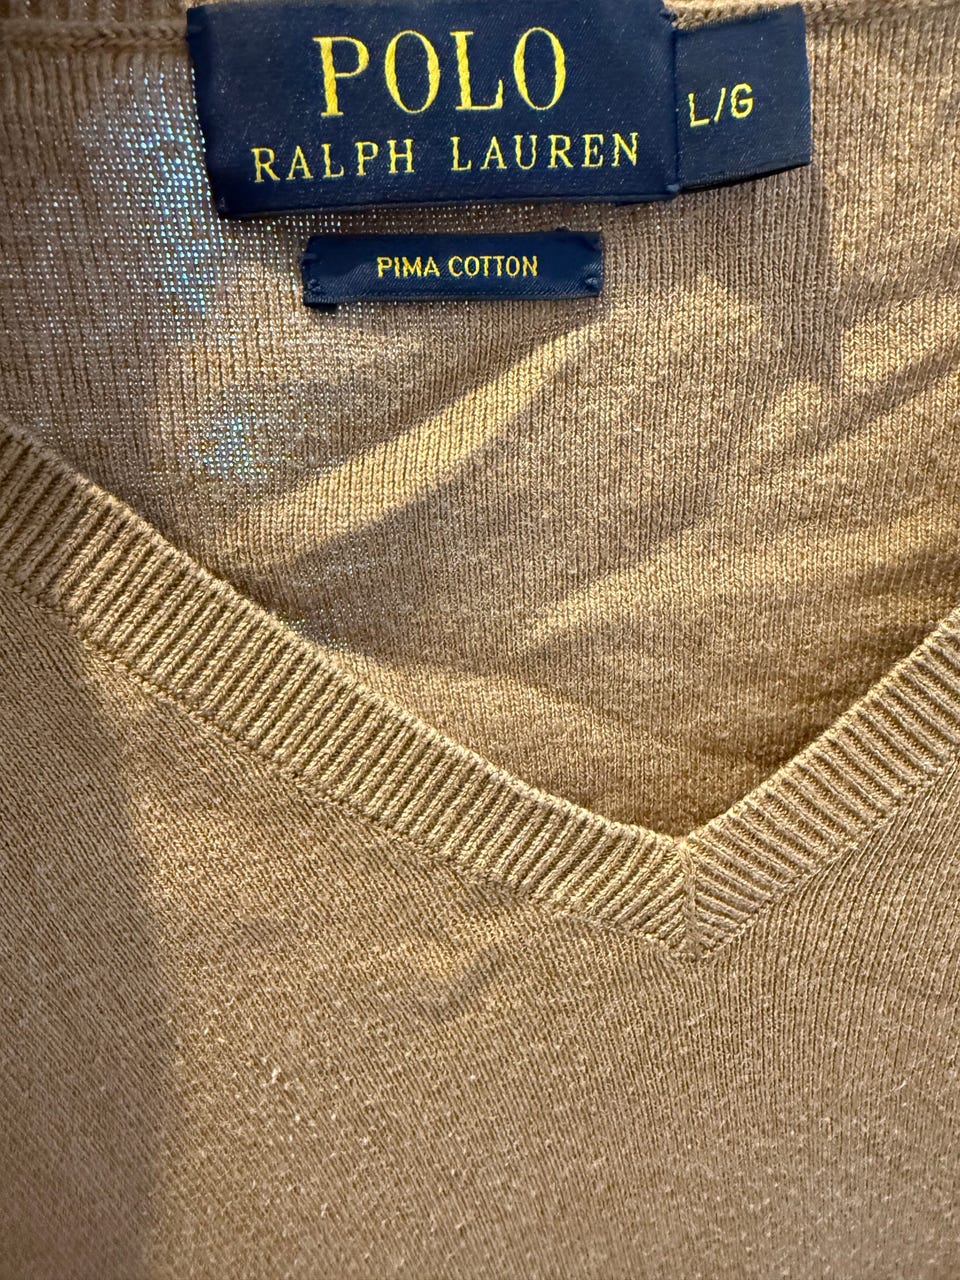 POLO
RALPH LAUREN
L/G
PIMA COTTON